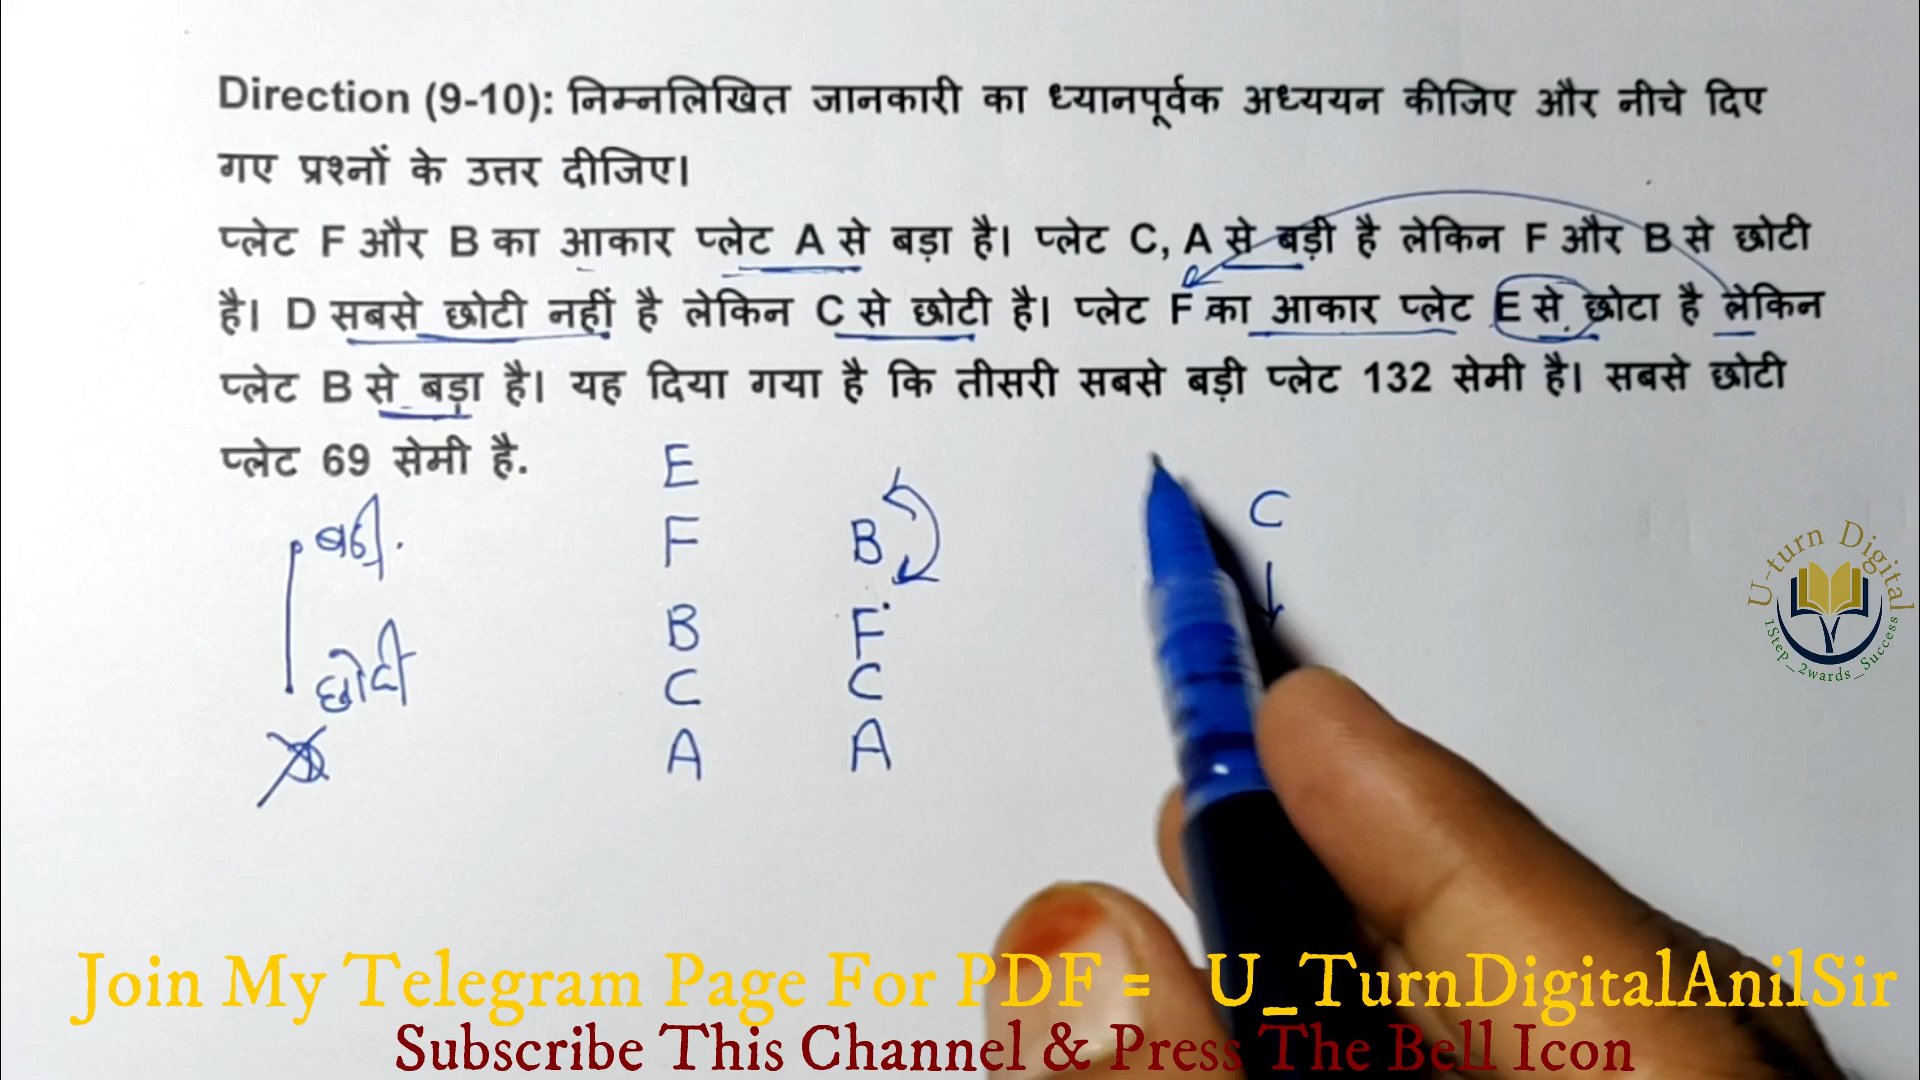 Direction (9-10): निम्नलिखित जानकारी का ध्यानपूर्वक अध्ययन कीजिए और नीचे दिए
गए प्रश्नों के उत्तर दीजिए।
प्लेट F और B का आकार प्लेट A से बड़ा है। प्लेट C, A से बड़ी है लेकिन F और B से छोटी
है। D सबसे छोटी नहीं है लेकिन C से छोटी है। प्लेट F का आकार प्लेट E से छोटा है लेकिन
प्लेट B से बड़ा है। यह दिया गया है कि तीसरी सबसे बड़ी प्लेट 132 सेमी है। सबसे छोटी
प्लेट 69 सेमी है.
बड़ी.
छोटी
E
F
B
C
A
B
F
C
A
C
U-turn Digital
1Step_2wards_Success
Join My Telegram Page For PDF = U_TurnDigitalAnilSir
Subscribe This Channel & Press The Bell Icon